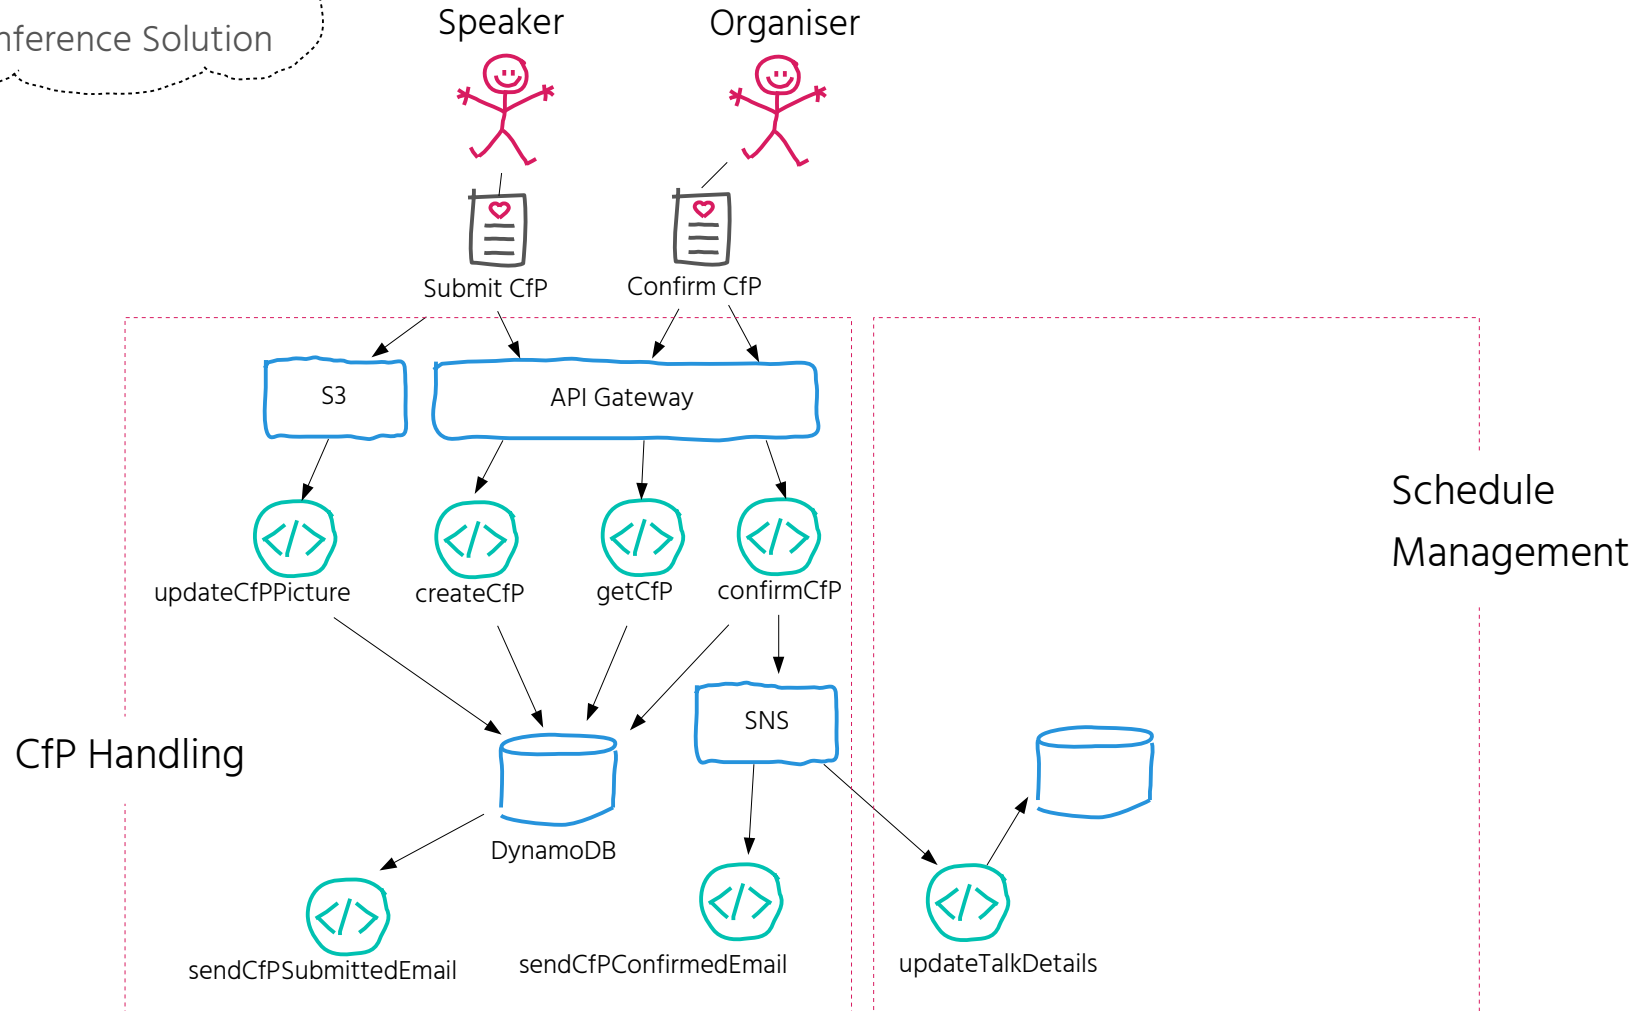 Solution
Speaker
Organiser
Submit CfP
Confirm CfP
S3
API Gateway
Schedule
Management
updateCfPPicture
createCfP
getCfP
confirmCfP
SNS
CfP Handling
DynamoDB
sendCfPSubmittedEmail
sendCfPConfirmedEmail
updateTalkDetails